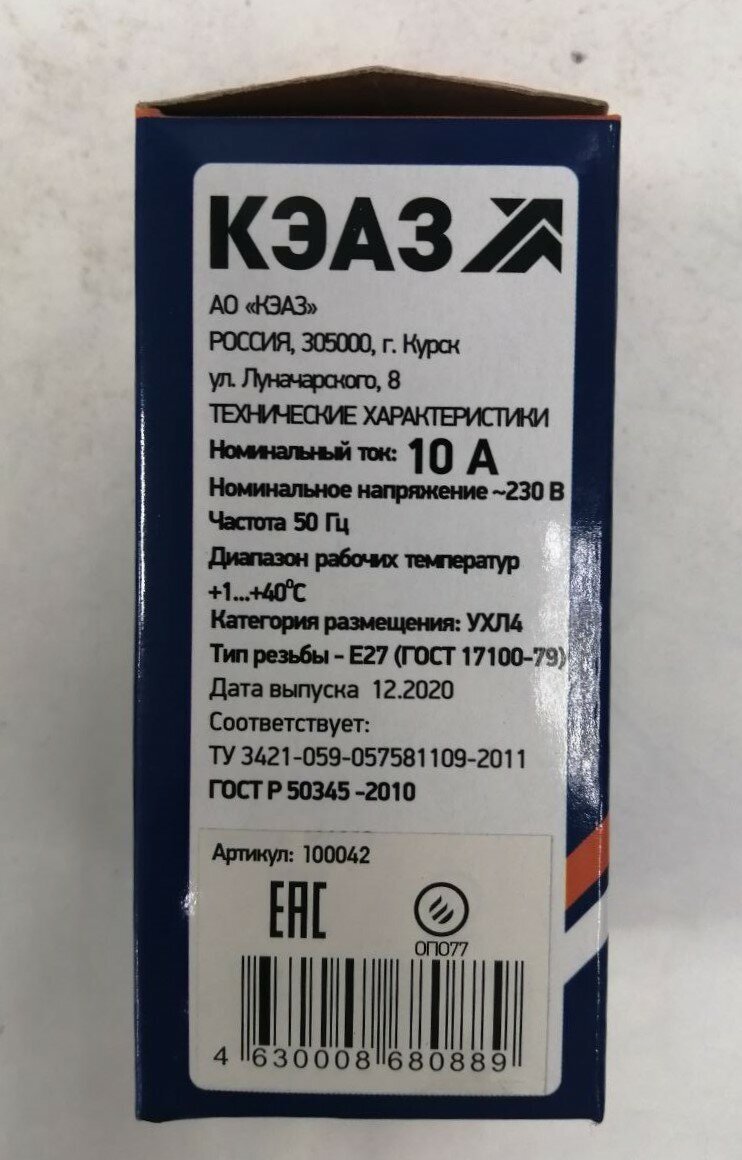 КЭАЗ
АО «КЭАЗ»
РОССИЯ, 305000, г. Курск
ул. Луначарского, 8
ТЕХНИЧЕСКИЕ ХАРАКТЕРИСТИКИ
Номинальный ток: 10 А
Номинальное напряжение ~230 В
Частота 50 Гц
Диапазон рабочих температур
+1...+40°С
Категория размещения: УХЛ4
Тип резьбы - Е27 (ГОСТ 17100-79)
Дата выпуска 12.2020
Соответствует:
ТУ 3421-059-057581109-2011
ГОСТ Р 50345 -2010
Артикул: 100042
ЕАС
ОП077
4 630008 680889